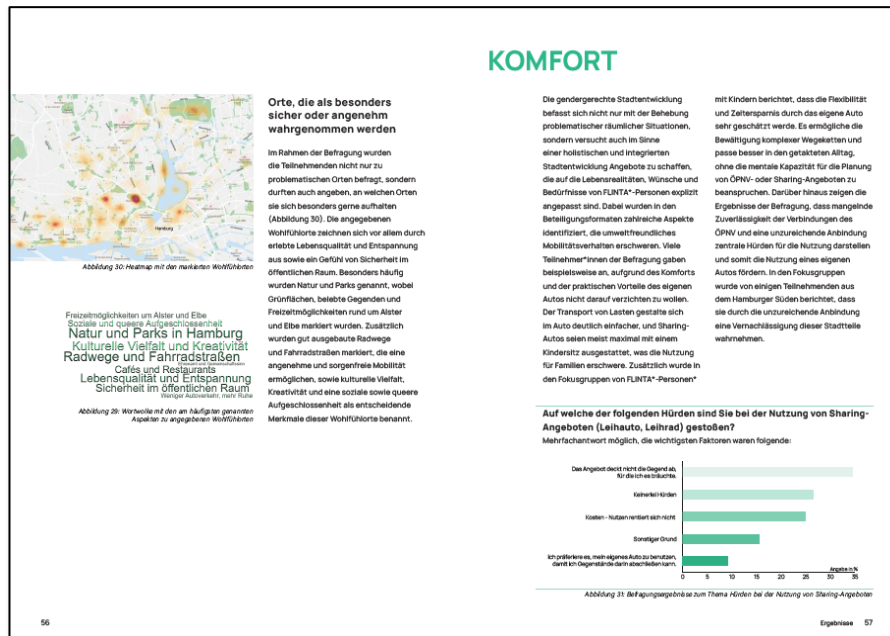 Hamburg
Abbildung 30: Heatmap mit den markierten Wohlfühlorten
Freizeitmöglichkeiten um Alster und Elbe
Soziale und queere Aufgeschlossenheit
Natur und Parks in Hamburg
Kulturelle Vielfalt und Kreativität
Radwege und Fahrradstraßen
Cafés und Restaurants
Lebensqualität und Entspannung
Sicherheit im öffentlichen Raum
Weniger Autoverkehr, mehr Ruhe
Abbildung 29: Wortwolke mit den am häufigsten genannten
Aspekten zu angegebenen Wohlfühlorten
Orte, die als besonders
sicher oder angenehm
wahrgenommen werden
Im Rahmen der Befragung wurden
die Teilnehmenden nicht nur zu
problematischen Orten befragt, sondern
durften auch angeben, an welchen Orten
sie sich besonders gerne aufhalten
(Abbildung 30). Die angegebenen
Wohlfühlorte zeichnen sich vor allem durch
erlebte Lebensqualität und Entspannung
aus sowie ein Gefühl von Sicherheit im
öffentlichen Raum. Besonders häufig
wurden Natur und Parks genannt, wobei
Grünflächen, belebte Gegenden und
Freizeitmöglichkeiten rund um Alster
und Elbe markiert wurden. Zusätzlich
wurden gut ausgebaute Radwege
und Fahrradstraßen markiert, die eine
angenehme und sorgenfreie Mobilität
ermöglichen, sowie kulturelle Vielfalt,
Kreativität und eine soziale sowie queere
Aufgeschlossenheit als entscheidende
Merkmale dieser Wohlfühlorte benannt.
56
KOMFORT
Die gendergerechte Stadtentwicklung
befasst sich nicht nur mit der Behebung
problematischer räumlicher Situationen,
sondern versucht auch im Sinne
einer holistischen und integrierten
Stadtentwicklung Angebote zu schaffen,
die auf die Lebensrealitäten, Wünsche und
Bedürfnisse von FLINTA*-Personen explizit
angepasst sind. Dabei wurden in den
Beteiligungsformaten zahlreiche Aspekte
identifiziert, die umweltfreundliches
Mobilitätsverhalten erschweren. Viele
Teilnehmer*innen der Befragung gaben
beispielsweise an, aufgrund des Komforts
und der praktischen Vorteile des eigenen
Autos nicht darauf verzichten zu wollen.
Der Transport von Lasten gestalte sich
im Auto deutlich einfacher, und Sharing-
Autos seien meist maximal mit einem
Kindersitz ausgestattet, was die Nutzung
für Familien erschwere. Zusätzlich wurde in
den Fokusgruppen von FLINTA*-Personen*
mit Kindern berichtet, dass die Flexibilität
und Zeitersparnis durch das eigene Auto
sehr geschätzt werde. Es ermögliche die
Bewältigung komplexer Wegeketten und
passe besser in den getakteten Alltag,
ohne die mentale Kapazität für die Planung
von ÖPNV- oder Sharing-Angeboten zu
beanspruchen. Darüber hinaus zeigen die
Ergebnisse der Befragung, dass mangelnde
Zuverlässigkeit der Verbindungen des
ÖPNV und eine unzureichende Anbindung
zentrale Hürden für die Nutzung darstellen
und somit die Nutzung eines eigenen
Autos fördern. In den Fokusgruppen
wurde von einigen Teilnehmenden aus
dem Hamburger Süden berichtet, dass
sie durch die unzureichende Anbindung
eine Vernachlässigung dieser Stadtteile
wahrnehmen.
Auf welche der folgenden Hürden sind Sie bei der Nutzung von Sharing-
Angeboten (Leihauto, Leihrad) gestoßen?
Mehrfachantwort möglich, die wichtigsten Faktoren waren folgende:
Das Angebot deckt nicht die Gegend ab,
für die ich es bräuchte.
Keinerlei Hürden
Kosten - Nutzen rentiert sich nicht
Sonstiger Grund
Ich präferiere es, mein eigenes Auto zu benutzen,
damit ich Gegenstände darin abschließen kann.
Angabe in %
0 5 10 15 20 25 30 35
Abbildung 31: Befragungsergebnisse zum Thema Hürden bei der Nutzung von Sharing-Angeboten
Ergebnisse 57